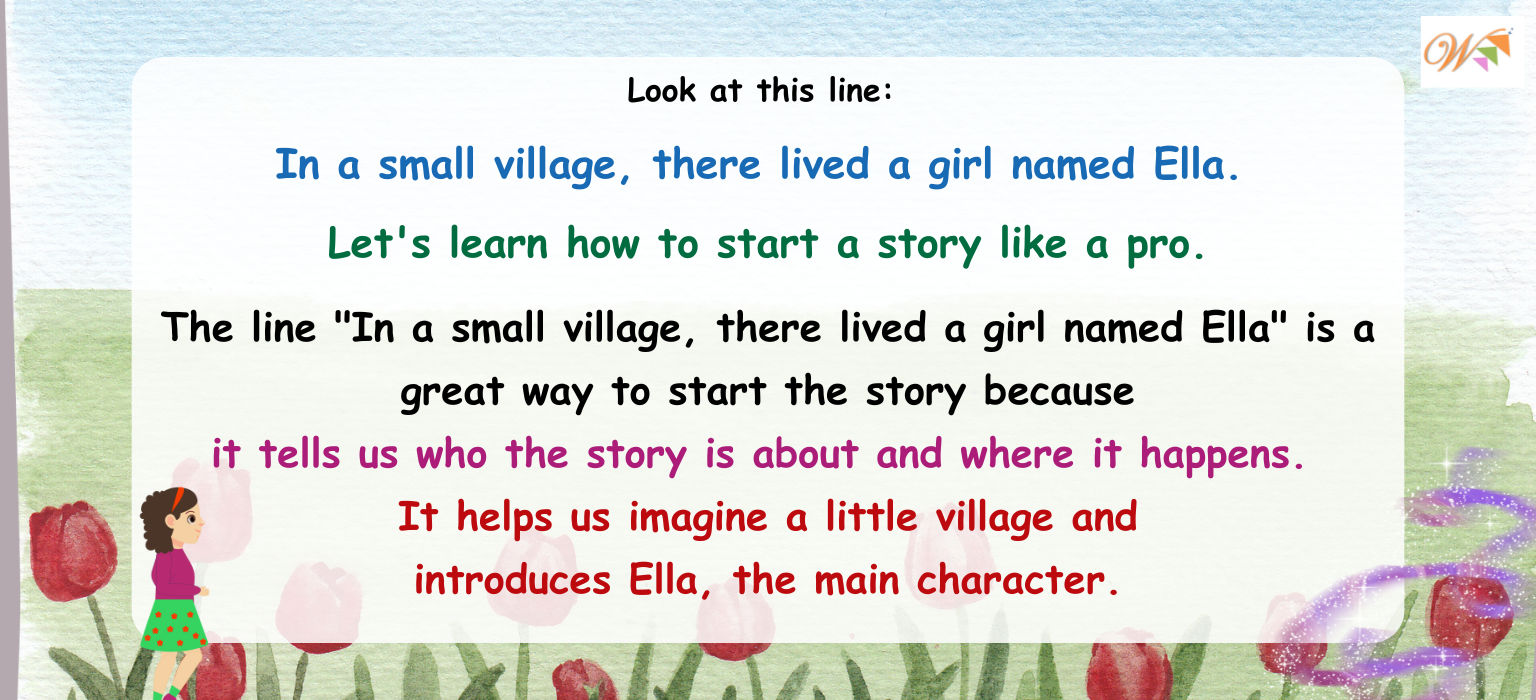 Look at this line:
In a small village, there lived a girl named Ella.
Let's learn how to start a story like a pro.
The line "In a small village, there lived a girl named Ella" is a
great way to start the story because
it tells us who the story is about and where it happens.
It helps us imagine a little village and
introduces Ella, the main character.